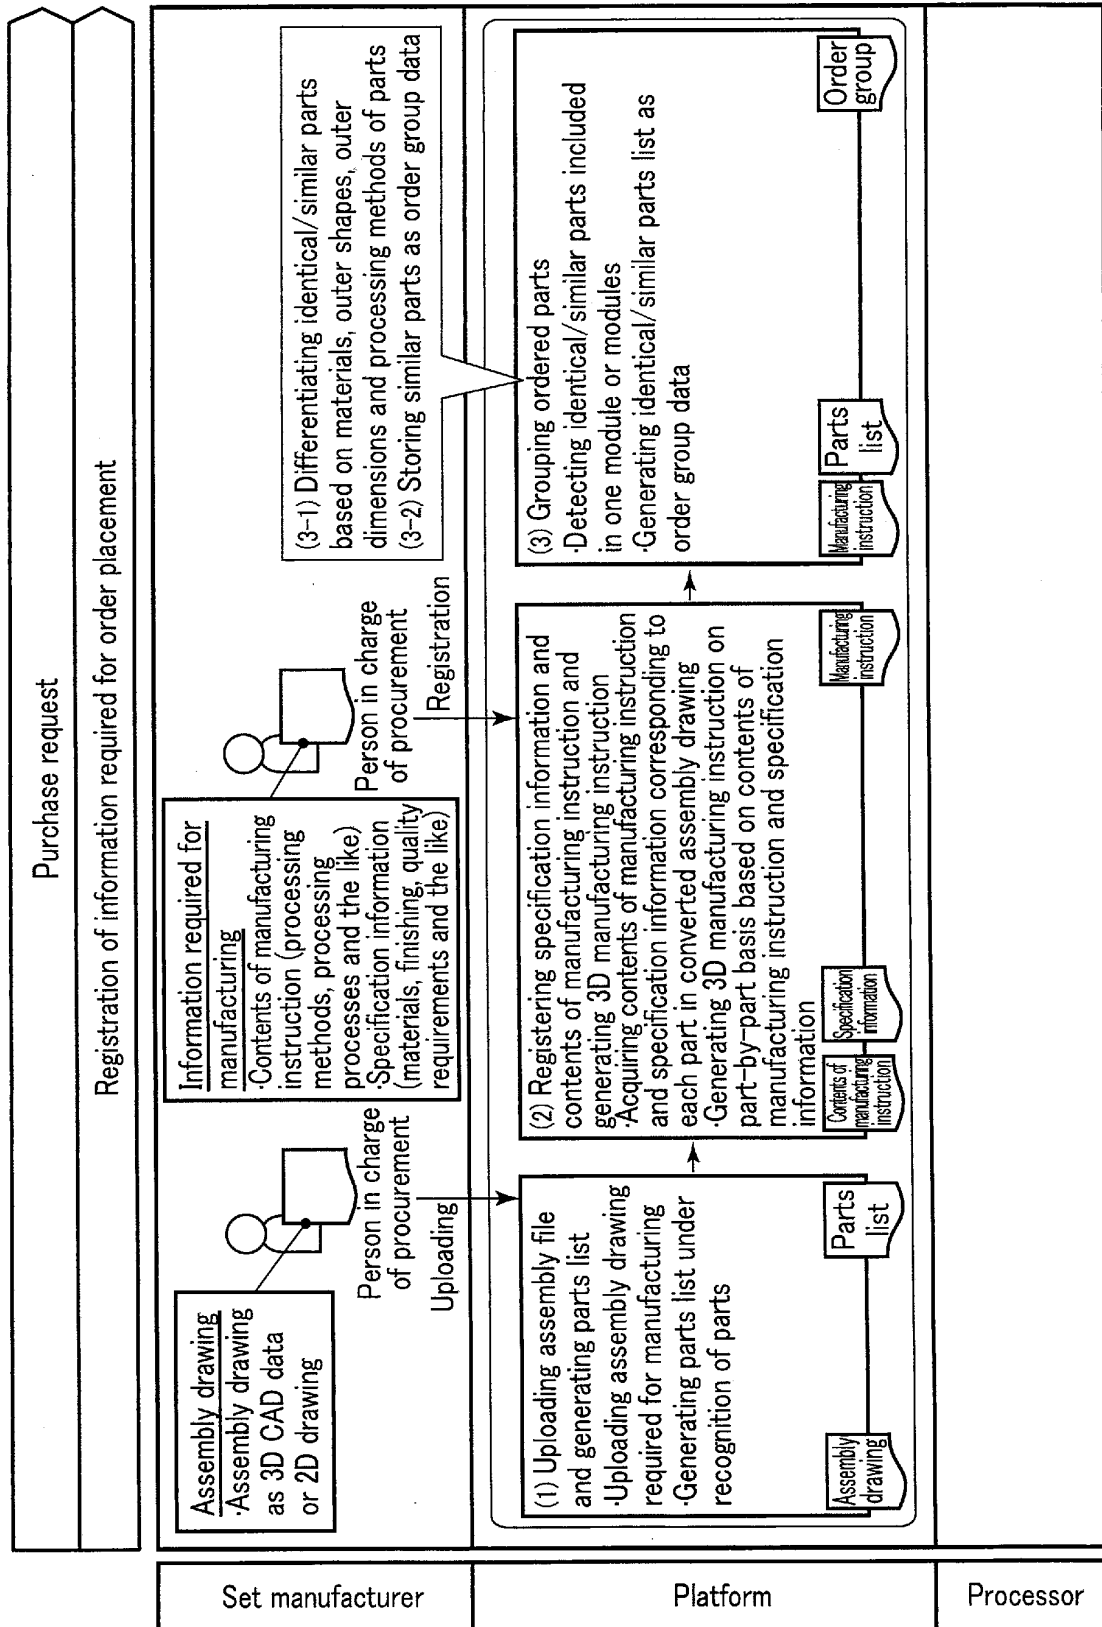 Purchase request
Registration of information required for order placement
Set manufacturer
Assembly drawing
·Assembly drawing
as 3D CAD data
or 2D drawing
Person in charge
of procurement
Uploading
Information required for
manufacturing
·Contents of manufacturing
instruction (processing
methods, processing
processes and the like)
·Specification information
(materials, finishing, quality
requirements and the like)
Person in charge
of procurement
Registration
(3-1) Differentiating identical/similar parts
based on materials, outer shapes, outer
dimensions and processing methods of parts
(3-2) Storing similar parts as order group data
Platform
(1) Uploading assembly file
and generating parts list
·Uploading assembly drawing
required for manufacturing
·Generating parts list under
recognition of parts
Assembly
drawing
Parts
list
(2) Registering specification information and
contents of manufacturing instruction and
generating 3D manufacturing instruction
·Acquiring contents of manufacturing instruction
and specification information corresponding to
each part in converted assembly drawing
·Generating 3D manufacturing instruction on
part-by-part basis based on contents of
manufacturing instruction and specification
information
Contents of
manufacturing
instruction
Specification
information
Manufacturing
instruction
(3) Grouping ordered parts
·Detecting identical/similar parts included
in one module or modules
·Generating identical/similar parts list as
order group data
Manufacturing
instruction
Parts
list
Order
group
Processor